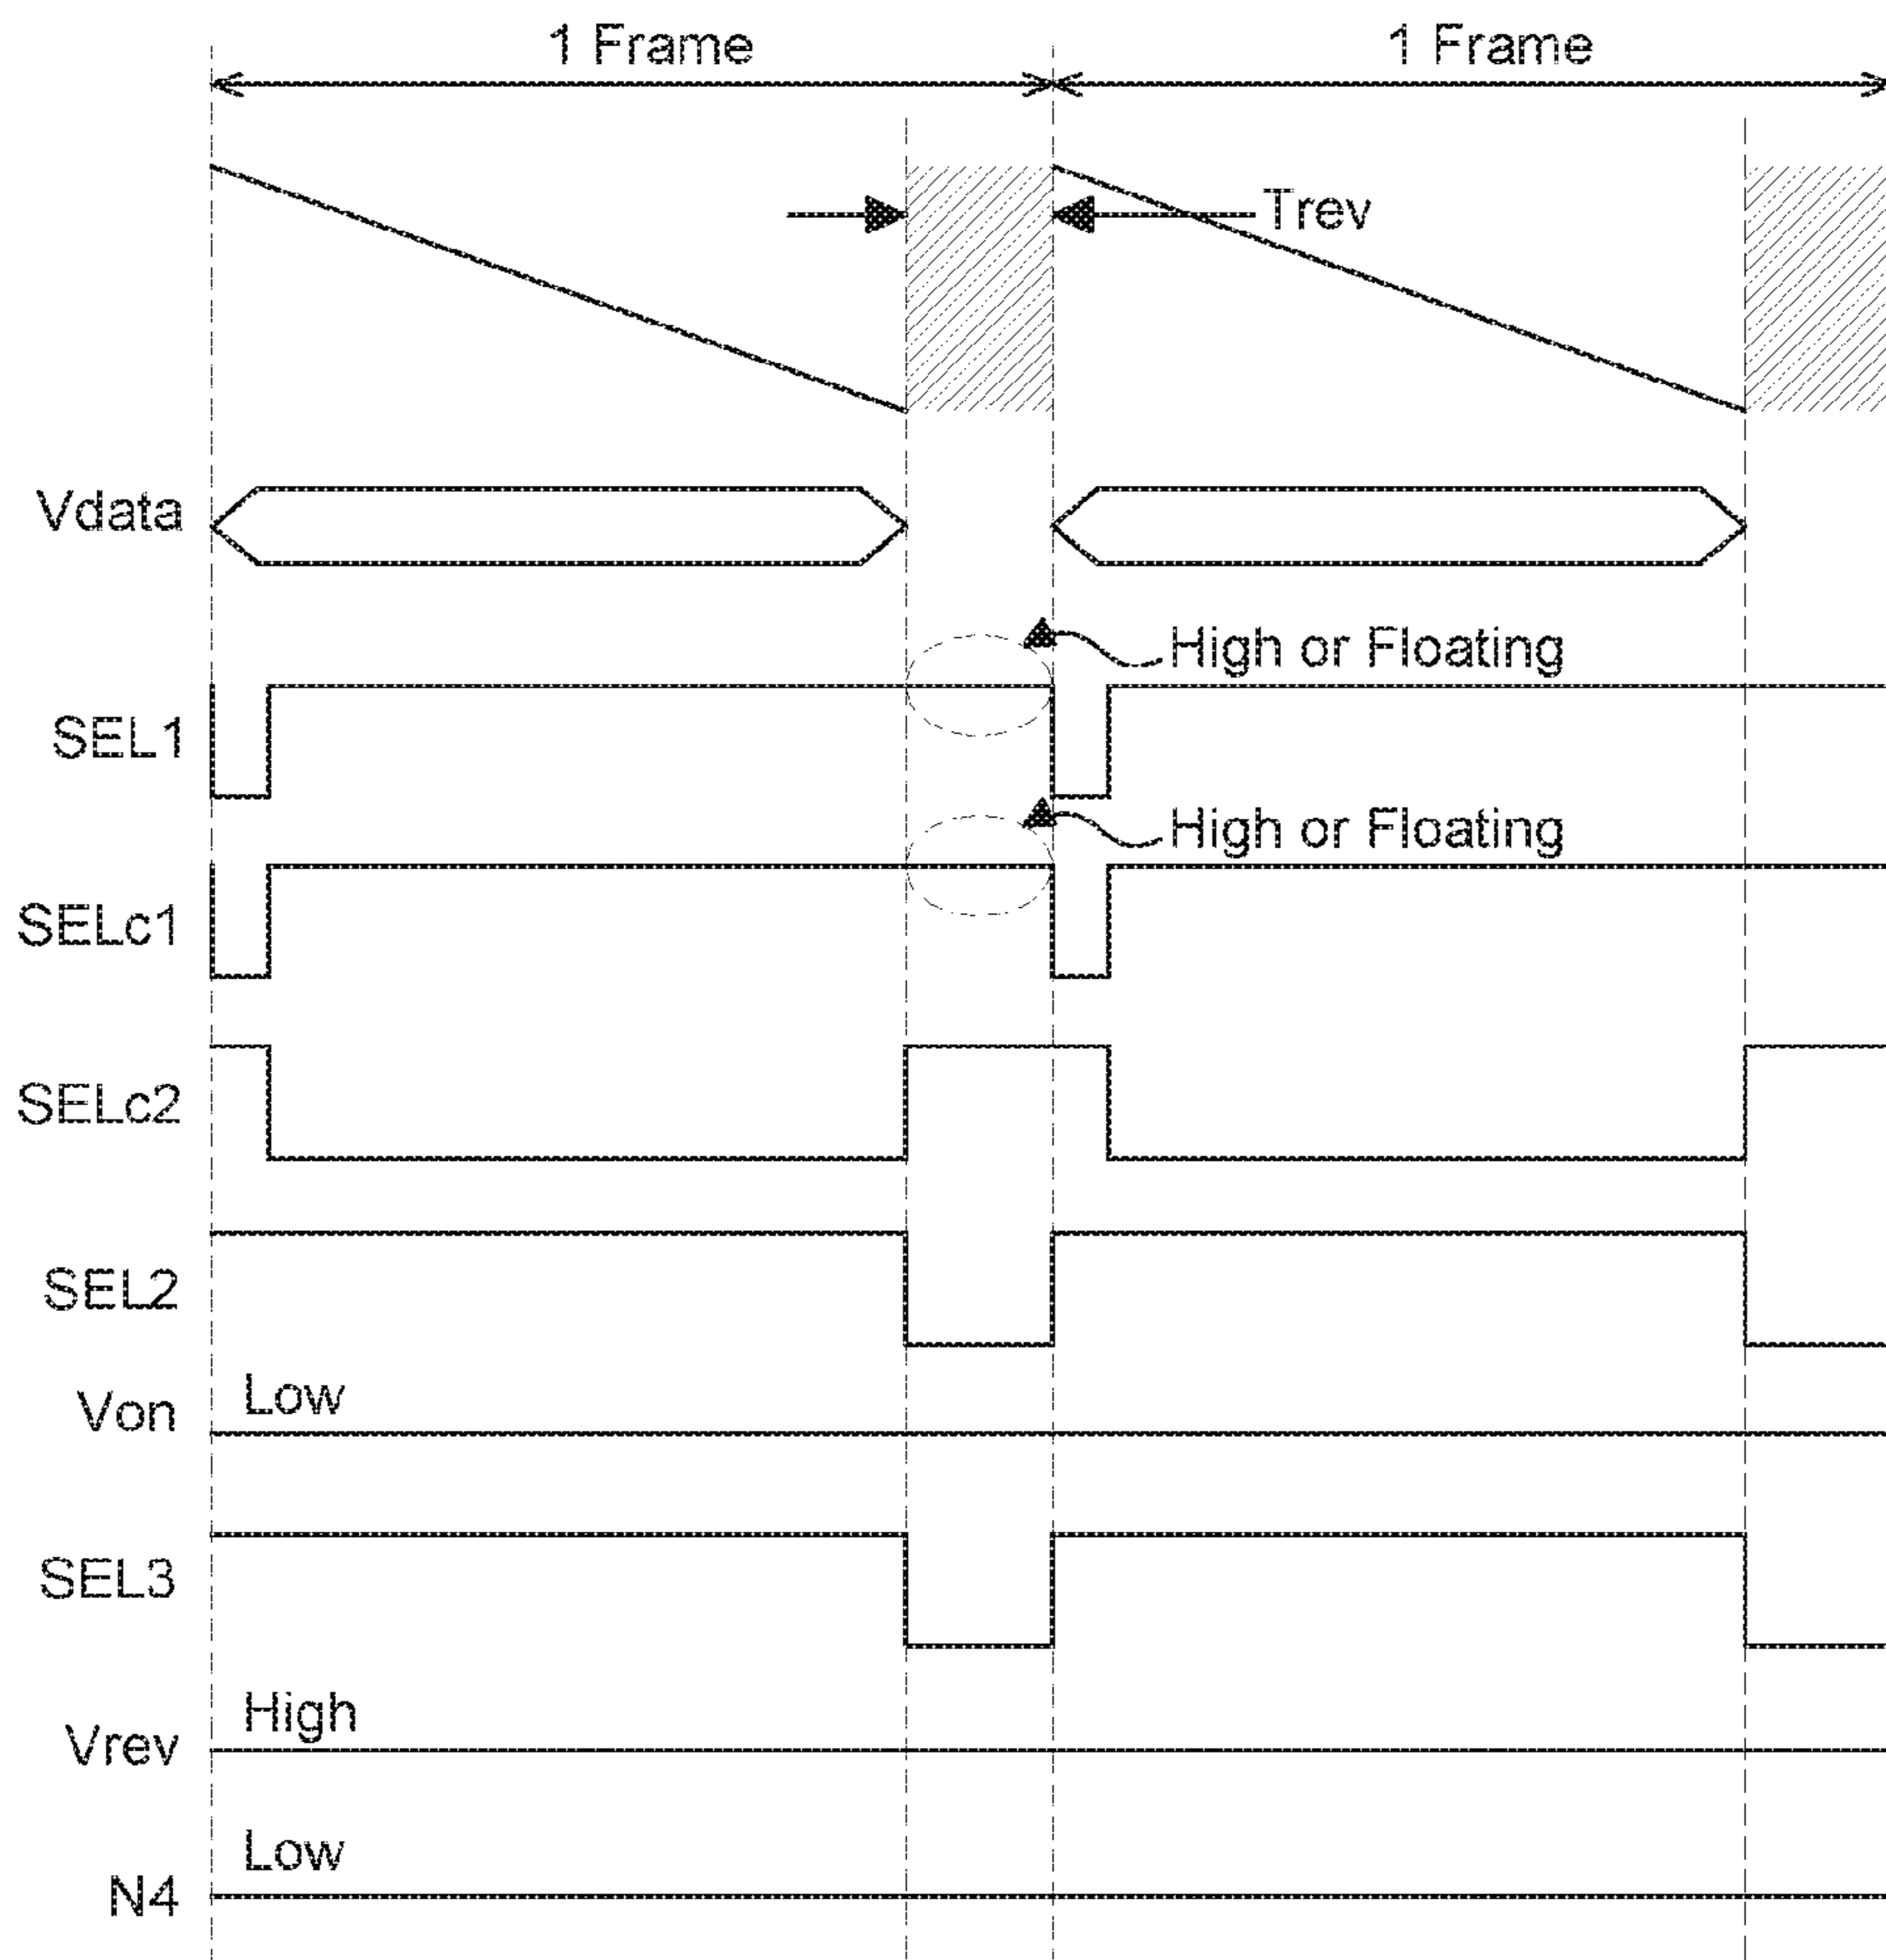 1 Frame
1 Frame
Trev
Vdata
High or Floating
SEL1
High or Floating
SELc1
SELc2
SEL2
Low
Von
SEL3
High
Vrev
Low
N4